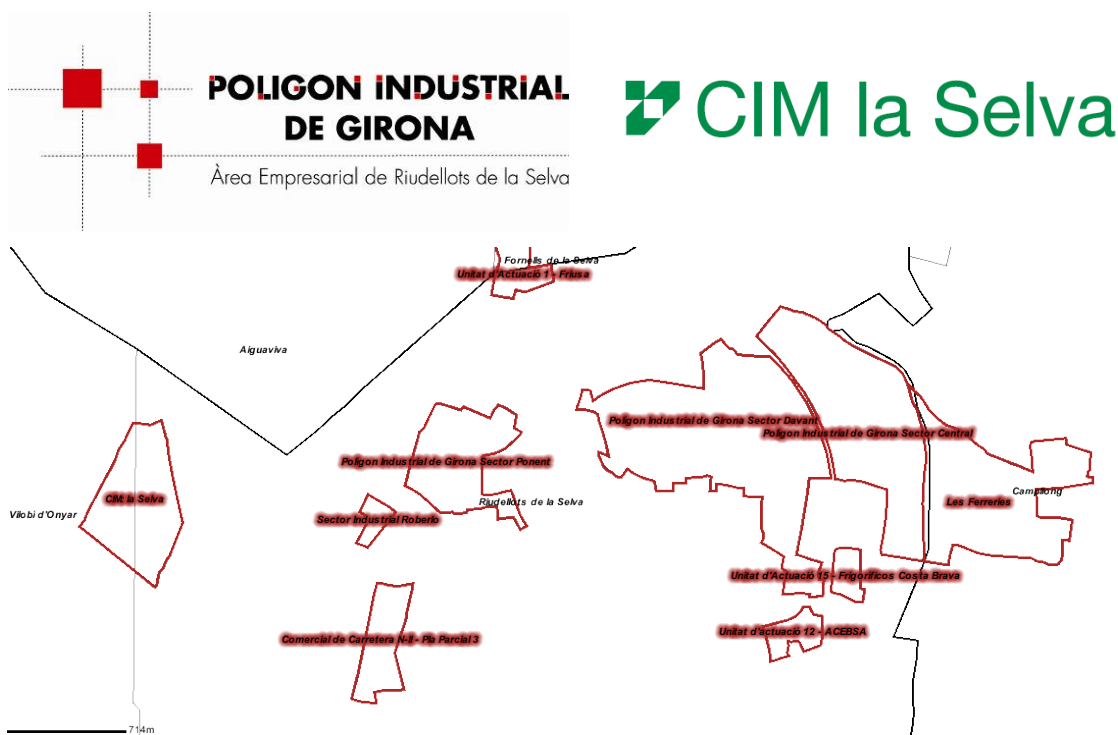 POLIGON INDUSTRIAL
DE GIRONA
Àrea Empresarial de Riudellots de la Selva
CIM la Selva
Fornells de la Selva
Unitat d'Actuació 1 - Friusa
Aiguaviva
Polígon Industrial de Girona Sector Davant
Polígon Industrial de Girona Sector Central
Polígon Industrial de Girona Sector Ponent
CIM la Selva
Riudellots de la Selva
Campllong
Les Ferreries
Vilobí d'Onyar
Sector Industrial Roberlo
Unitat d'Actuació 15 - Frigorífics Costa Brava
Comercial de Carretera N-II - Pla Parcial 3
Unitat d'actuació 12 - ACEBSA
714m